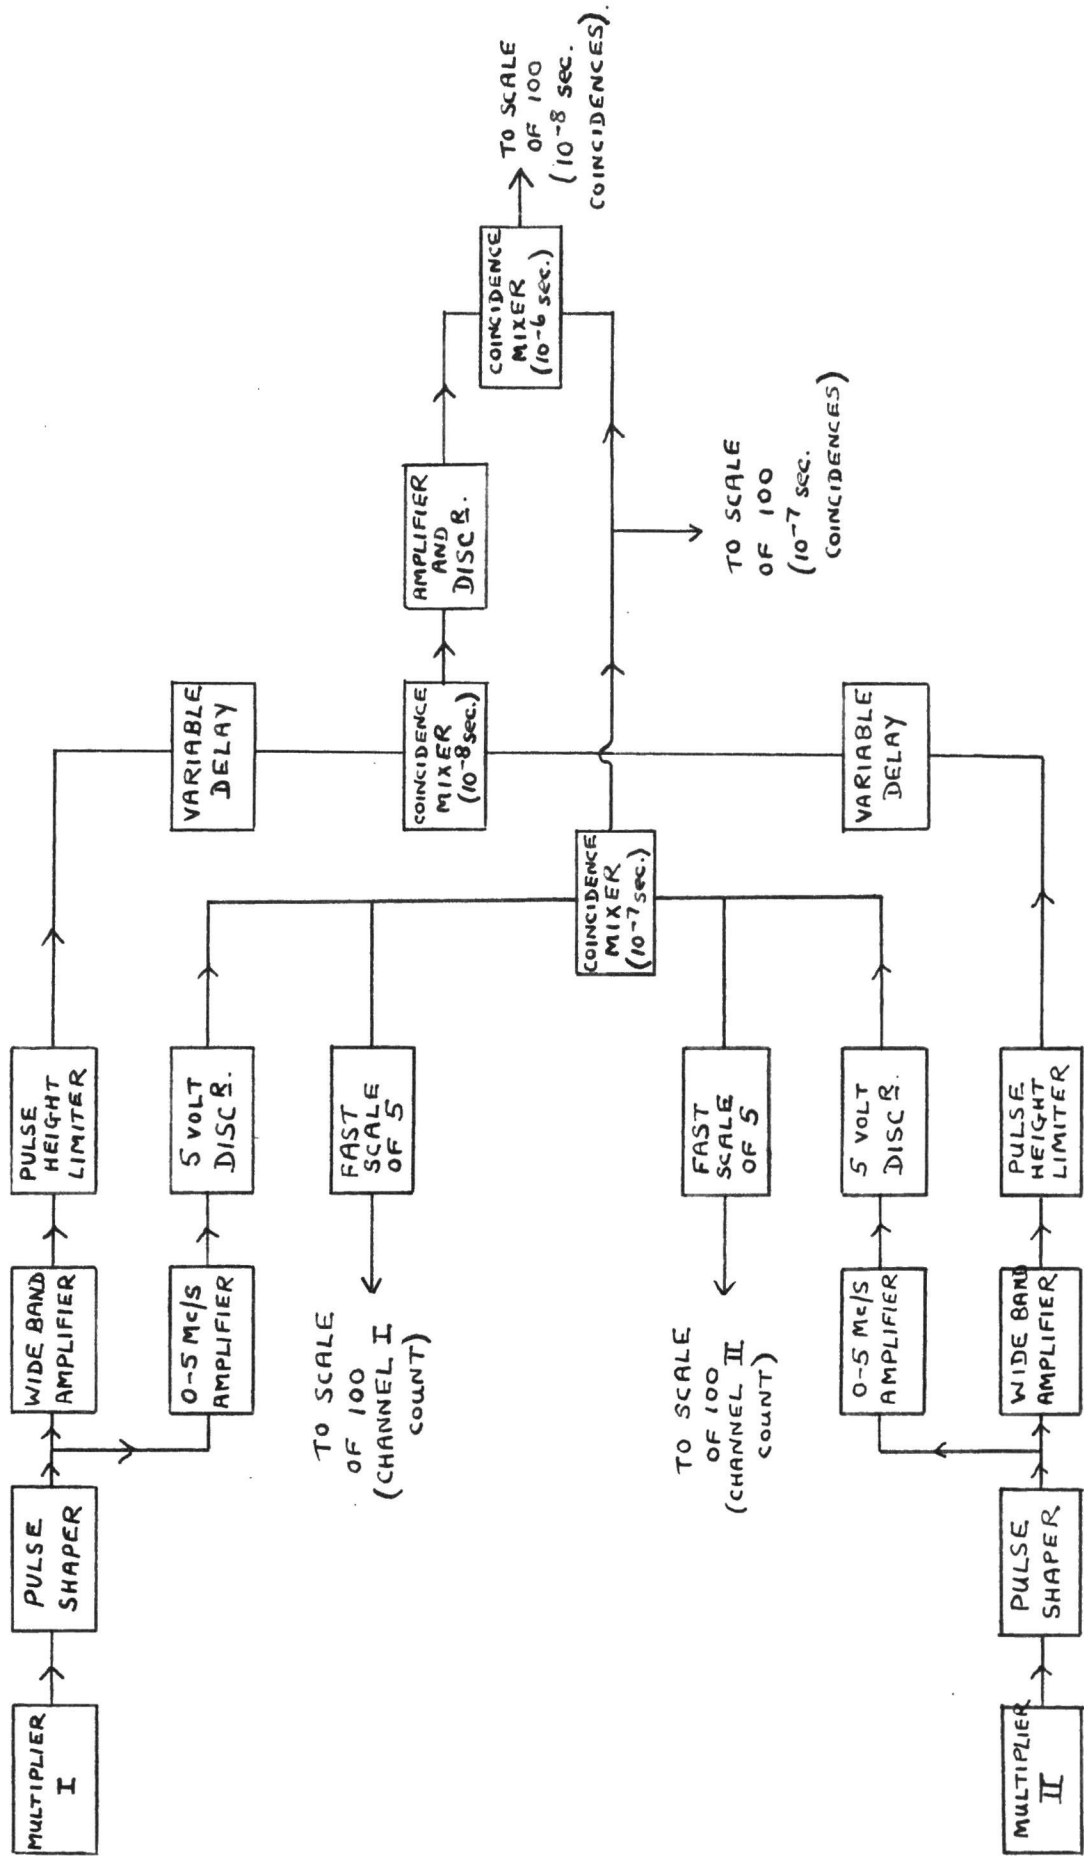 MULTIPLIER
I
PULSE
SHAPER
WIDE BAND
AMPLIFIER
PULSE
HEIGHT
LIMITER
VARIABLE
DELAY
O-5 Mc/s
AMPLIFIER
5 VOLT
DISCR.
FAST
SCALE
OF 5
TO SCALE
OF 100
(CHANNEL I
COUNT)
COINCIDENCE
MIXER
(10-8 sec.)
AMPLIFIER
AND
DISCR.
COINCIDENCE
MIXER
(10-6 sec.)
TO SCALE
OF 100
(10-8 sec.
COINCIDENCES).
COINCIDENCE
MIXER
(10-7 sec.)
TO SCALE
OF 100
(10-7 sec.
COINCIDENCES)
FAST
SCALE
OF 5
TO SCALE
OF 100
(CHANNEL II
COUNT)
O-5 Mc/s
AMPLIFIER
5 VOLT
DISCR.
VARIABLE
DELAY
MULTIPLIER
II
PULSE
SHAPER
WIDE BAND
AMPLIFIER
PULSE
HEIGHT
LIMITER